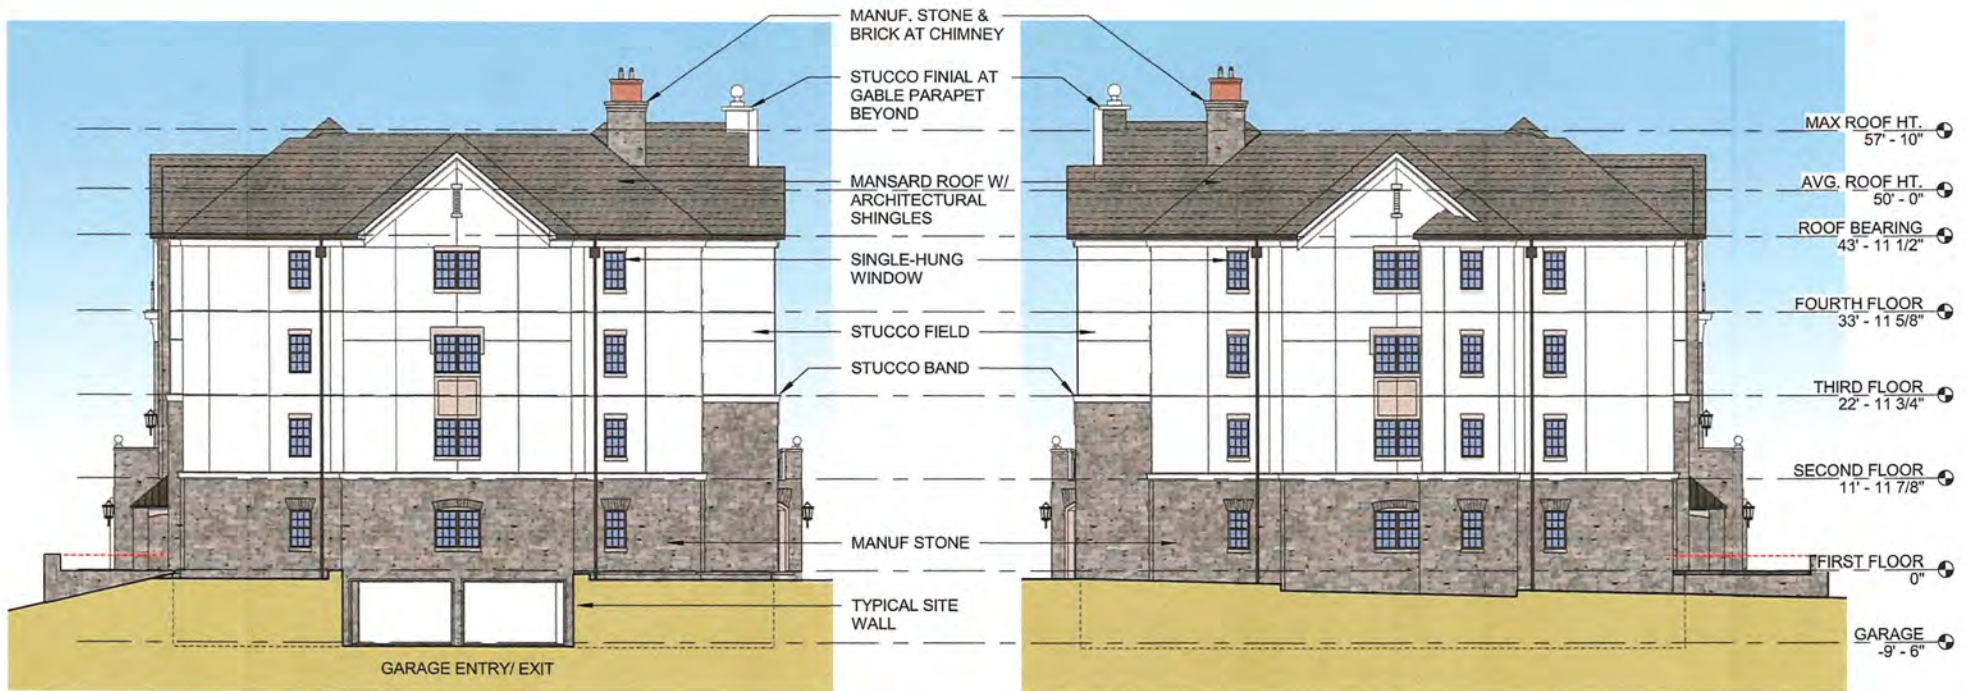 MANUF. STONE &
BRICK AT CHIMNEY
STUCCO FINIAL AT
GABLE PARAPET
BEYOND
MANSARD ROOF W/
ARCHITECTURAL
SHINGLES
SINGLE-HUNG
WINDOW
STUCCO FIELD
STUCCO BAND
MANUF STONE
TYPICAL SITE
WALL
GARAGE ENTRY/ EXIT
MAX ROOF HT.
57' - 10"
AVG. ROOF HT.
50' - 0"
ROOF BEARING
43' - 11 1/2"
FOURTH FLOOR
33' - 11 5/8"
THIRD FLOOR
22' - 11 3/4"
SECOND FLOOR
11' - 11 7/8"
FIRST FLOOR
0"
GARAGE
-9' - 6"